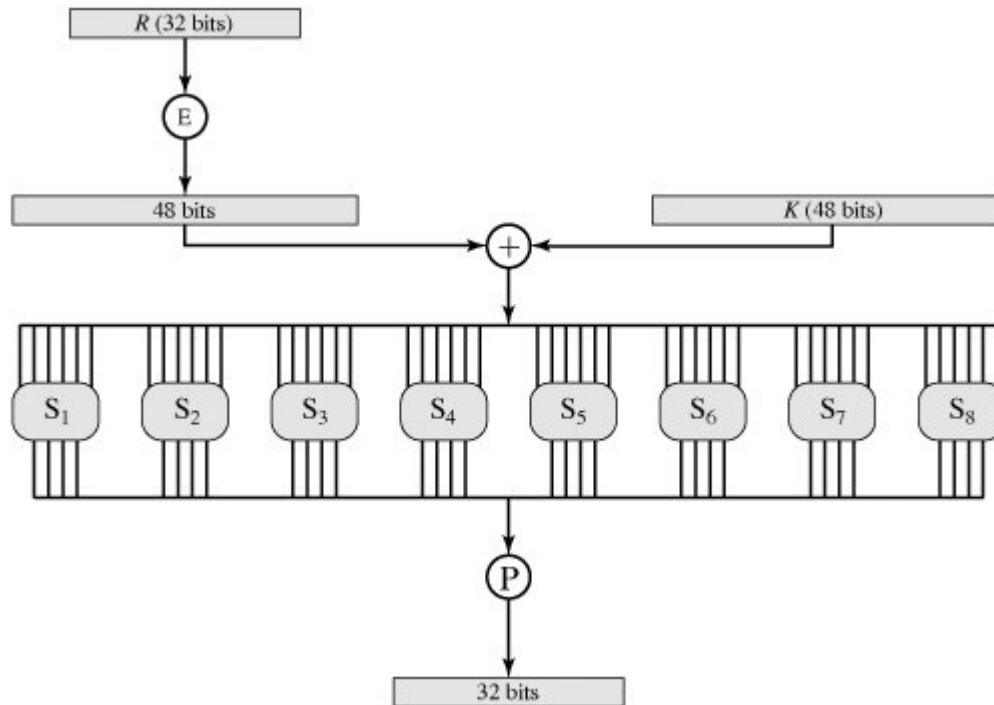 R (32 bits)
E
48 bits
K (48 bits)
+
S₁ S₂ S₃ S₄ S₅ S₆ S₇ S₈
P
32 bits